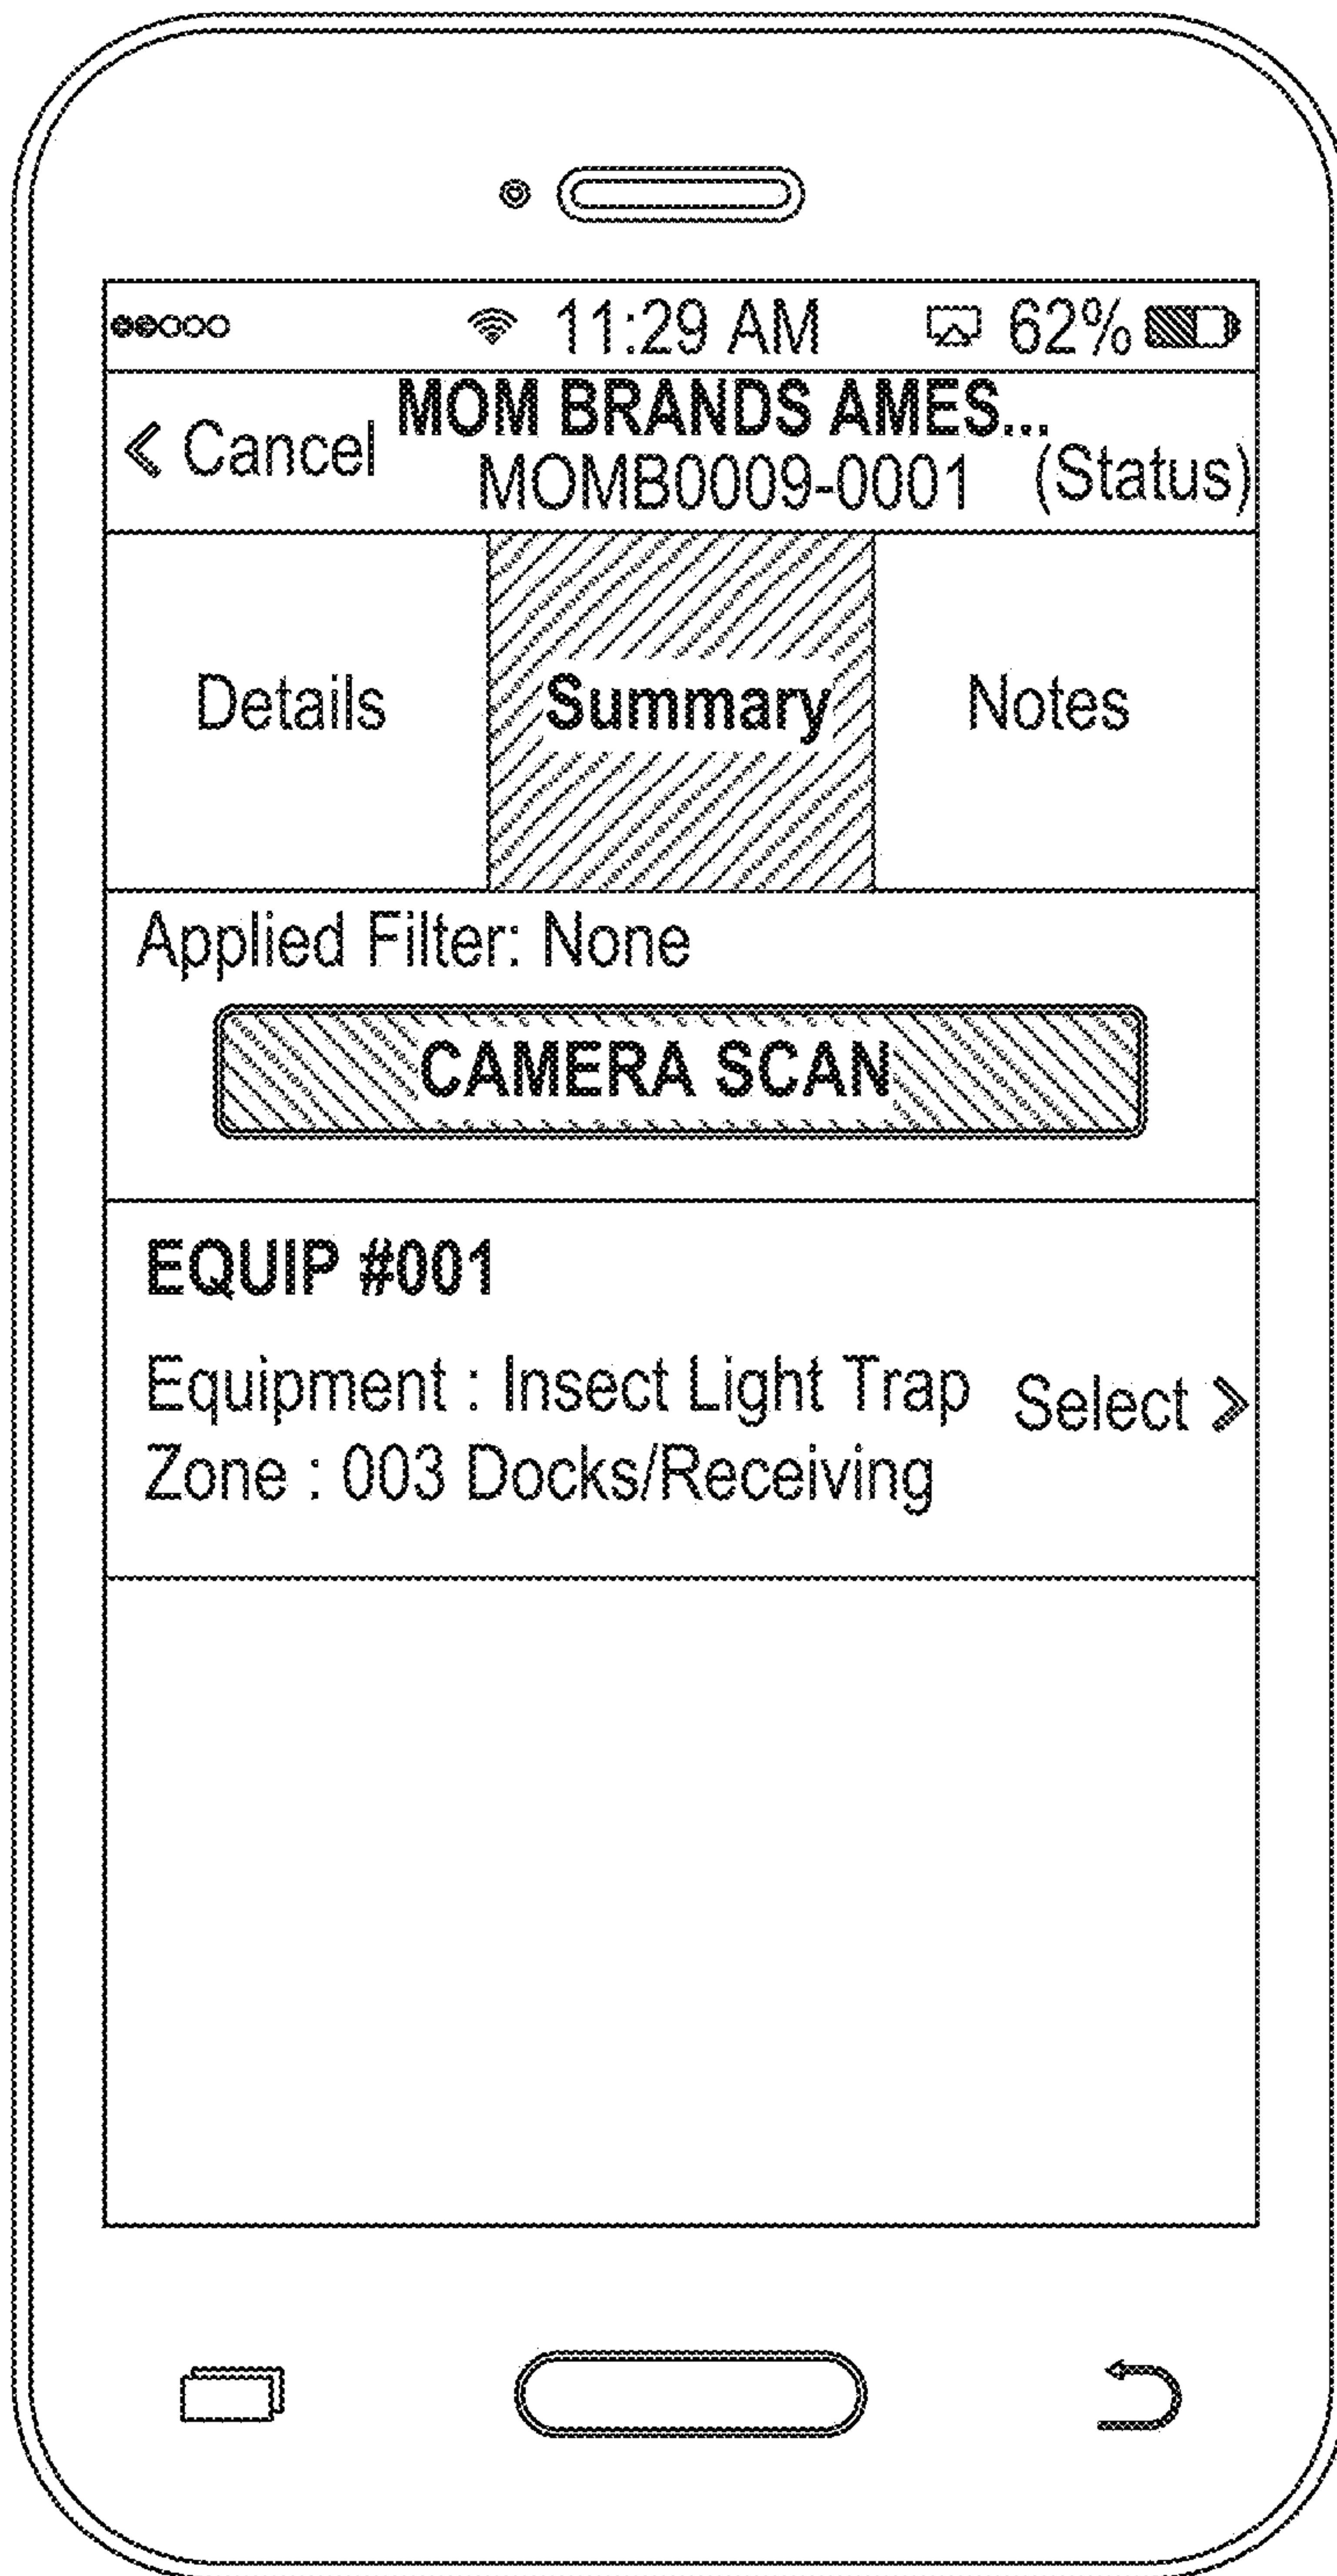 11:29 AM 62%
< Cancel MOM BRANDS AMES... (Status)
MOMB0009-0001
Details Summary Notes
Applied Filter: None
CAMERA SCAN
EQUIP #001
Equipment : Insect Light Trap
Select >
Zone : 003 Docks/Receiving